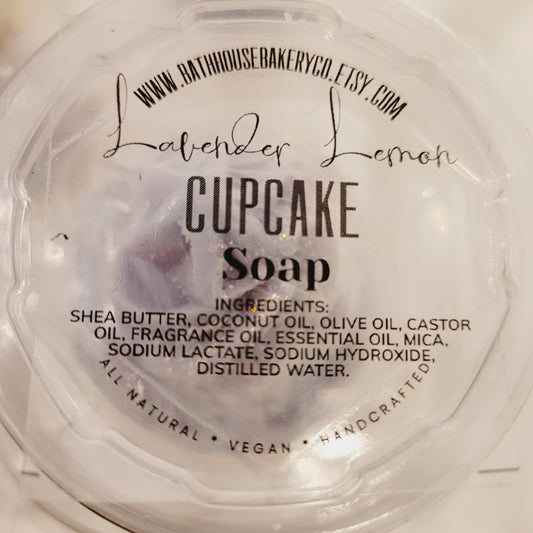 WWW.BATHHOUSEBAKERYCO.ETSY.COM
Lavender Lemon
CUPCAKE
Soap
INGREDIENTS:
SHEA BUTTER, COCONUT OIL, OLIVE OIL, CASTOR
OIL, FRAGRANCE OIL, ESSENTIAL OIL, MICA,
SODIUM LACTATE, SODIUM HYDROXIDE,
DISTILLED WATER.
ALL NATURAL • VEGAN • HANDCRAFTED